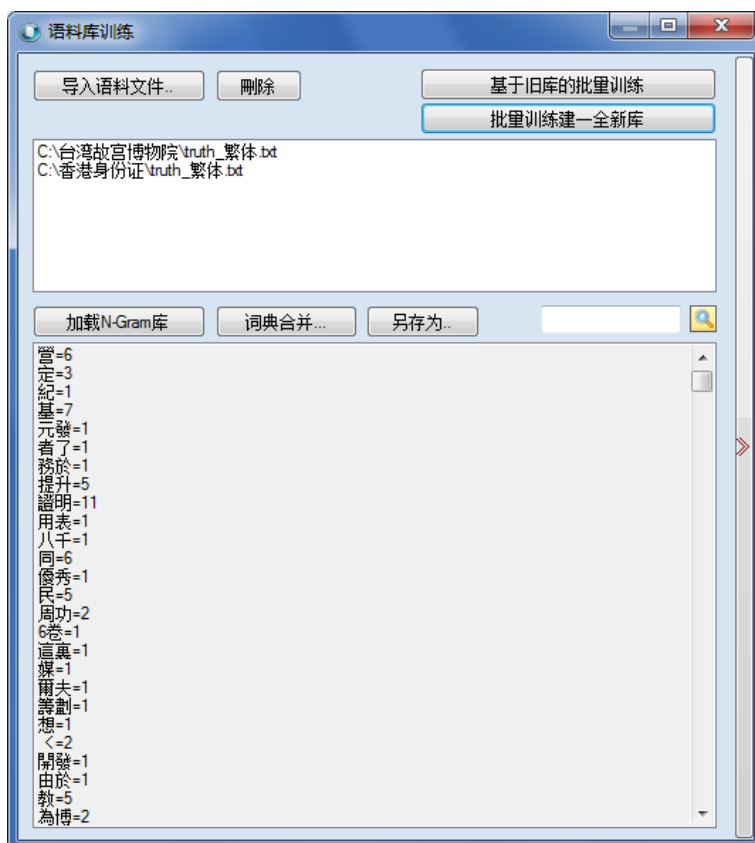 语料库训练
导入语料文件.. 删除 基于旧库的批量训练
批里训练建一全新库
C:\台湾故宫博物院\truth_繁体.txt
C:\香港身份证\truth_繁体.txt
加载N-Gram库 词典合并... 另存为..
營=6
定=3
紀=1
基=7
元發=1
者了=1
務於=1
提升=5
證明=11
用表=1
八千=1
同=6
優秀=1
民=5
周功=2
6卷=1
這裏=1
媒=1
爾夫=1
籌劃=1
想=1
<=2
開發=1
由於=1
教=5
為博=2